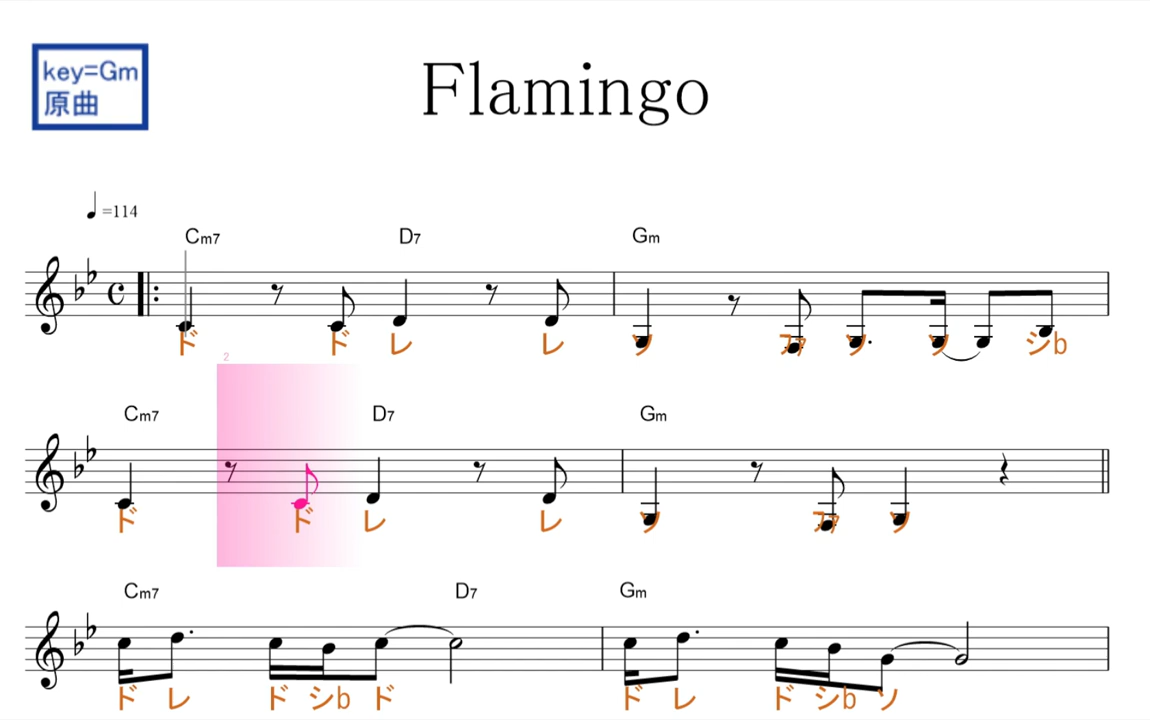 key=Gm
原曲
Flamingo
=114
Cm7 D7 Gm
ド ド レ レ ソ ファ ソ ソ シb
2
Cm7 D7 Gm
ド ド レ レ ソ ファ ソ
Cm7 D7 Gm
ド レ ド シb ド ド レ ド シb ソ